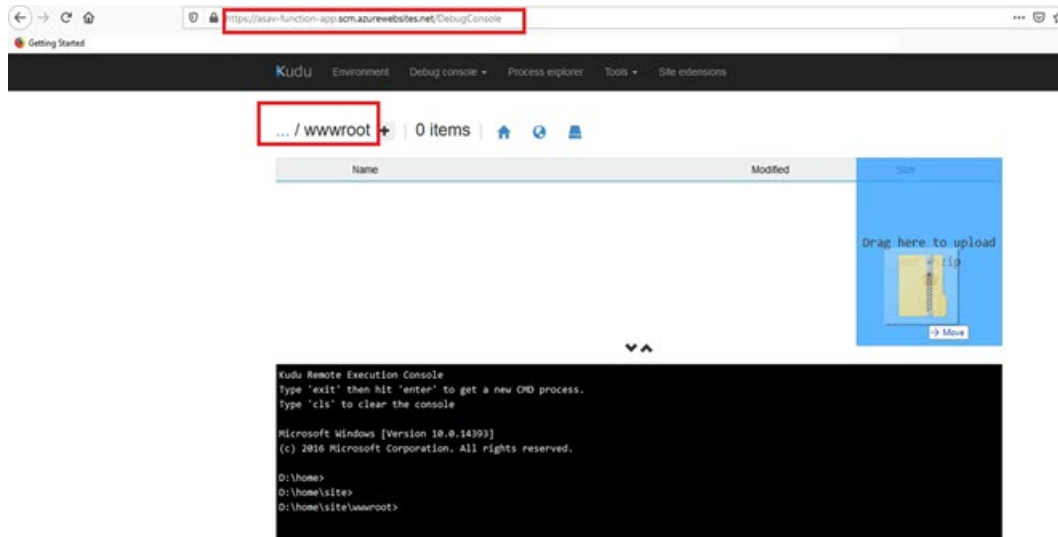 https://asav-function-app.scm.azurewebsites.net/DebugConsole
Getting Started
Kudu Environment Debug console Process explorer Tools Site extensions
... / wwwroot + 0 items
Name Modified Size
Drag here to upload
zip
Move
Kudu Remote Execution Console
Type 'exit' then hit 'enter' to get a new CMD process.
Type 'cls' to clear the console
Microsoft Windows [Version 10.0.14393]
(c) 2016 Microsoft Corporation. All rights reserved.
D:\home>
D:\home\site>
D:\home\site\wwwroot>